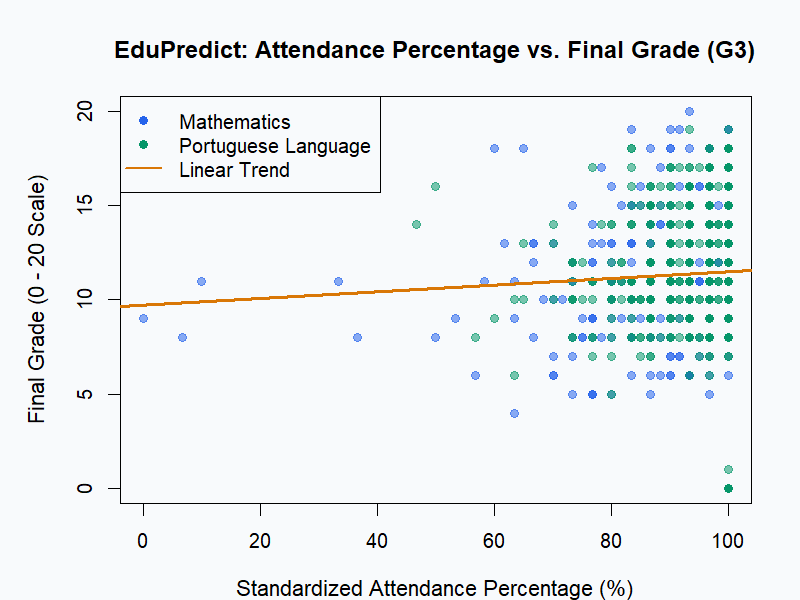 EduPredict: Attendance Percentage vs. Final Grade (G3)
Mathematics
Portuguese Language
Linear Trend
Final Grade (0 - 20 Scale)
20
15
10
5
0
0 20 40 60 80 100
Standardized Attendance Percentage (%)